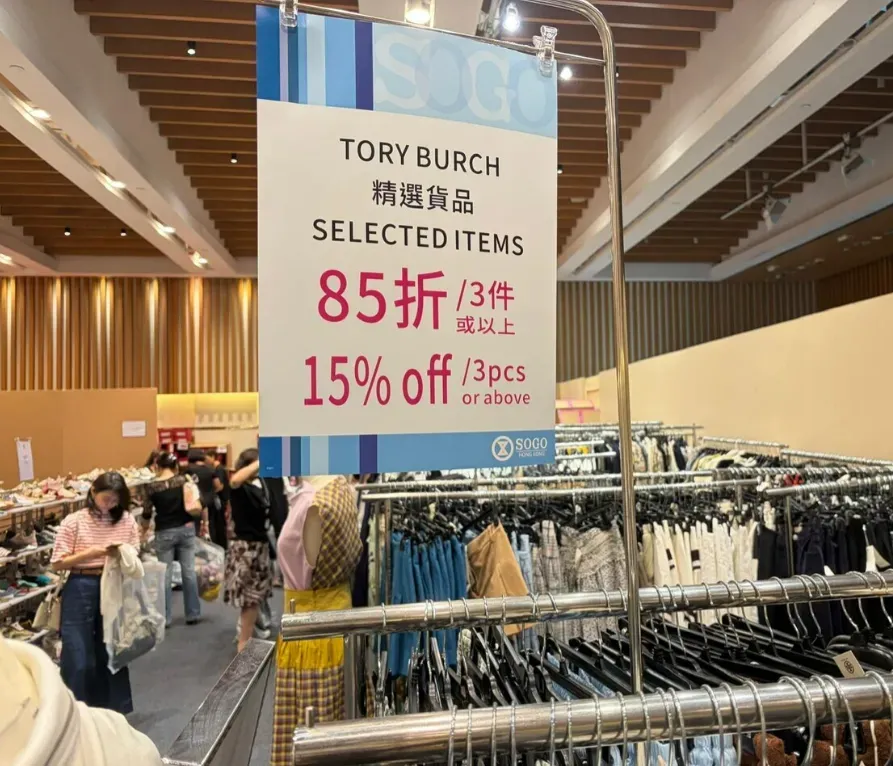 SOGO
TORY BURCH
精選貨品
SELECTED ITEMS
85折 /3件
或以上
15% off /3pcs
or above
SOGO
HONG KONG